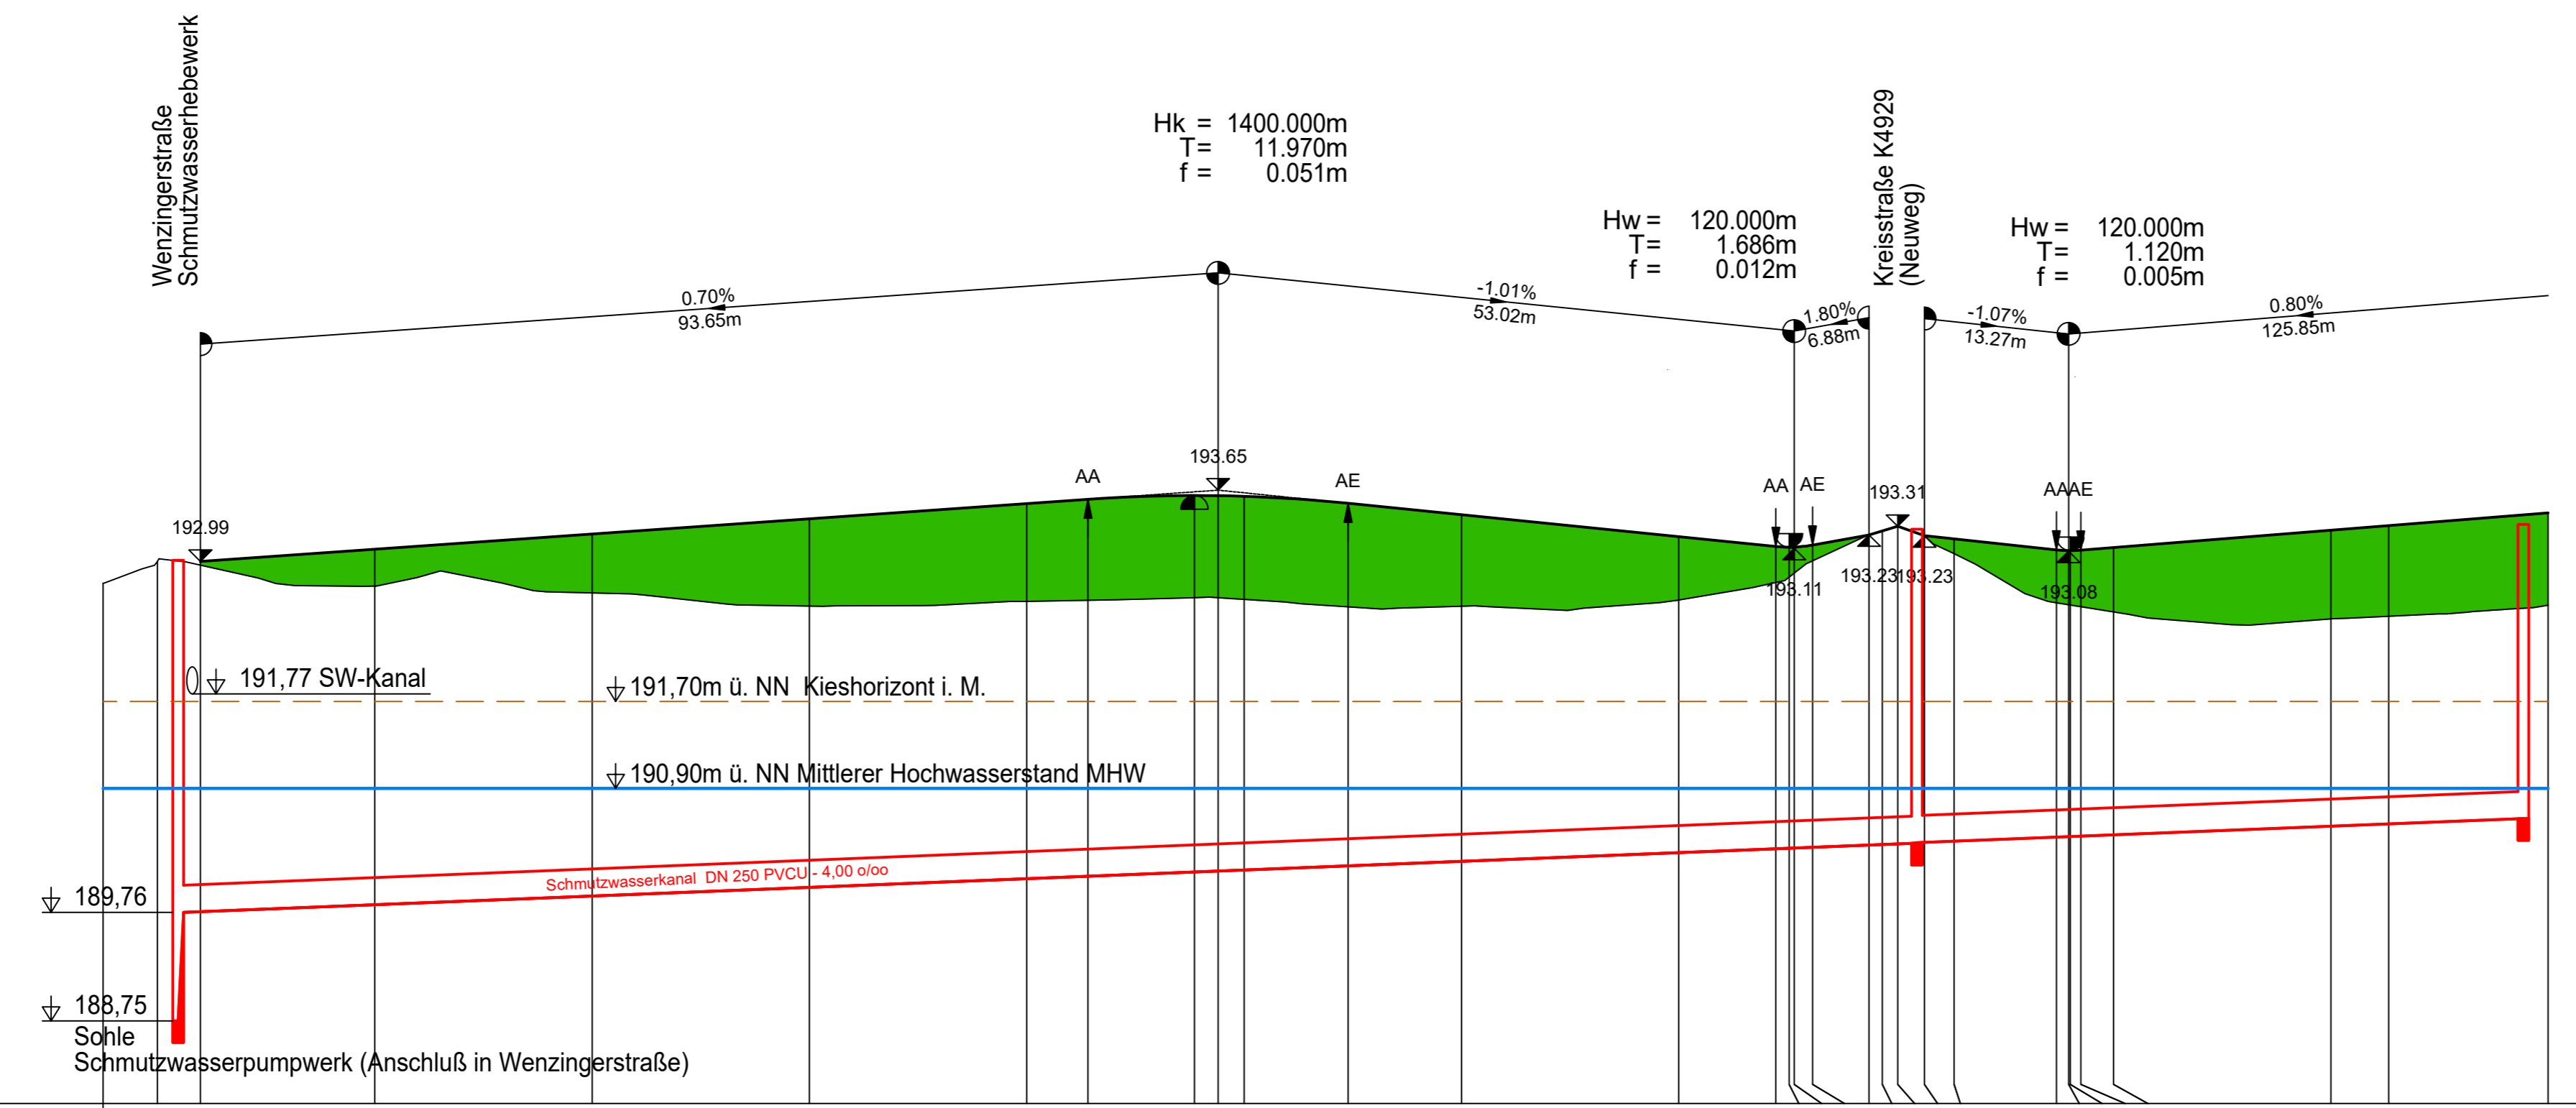 Wenzingerstraße
Schmutzwasserhebewerk
Hk = 1400.000m
T= 11.970m
f = 0.051m
Hw = 120.000m
T= 1.686m
f = 0.012m
Kreisstraße K4929
(Neuweg)
Hw = 120.000m
T= 1.120m
f = 0.005m
0.70%
93.65m
-1.01%
53.02m
1.80%
6.88m
-1.07%
13.27m
0.80%
125.85m
192.99
AA
193.65
AE
AA
AE
193.11
193.23
193.31
193.23
AA
AE
193.08
191,77 SW-Kanal
191,70m ü. NN Kieshorizont i. M.
190,90m ü. NN Mittlerer Hochwasserstand MHW
Schmutzwasserkanal DN 250 PVCU - 4,00 o/oo
189,76
188,75
Sohle
Schmutzwasserpumpwerk (Anschluß in Wenzingerstraße)